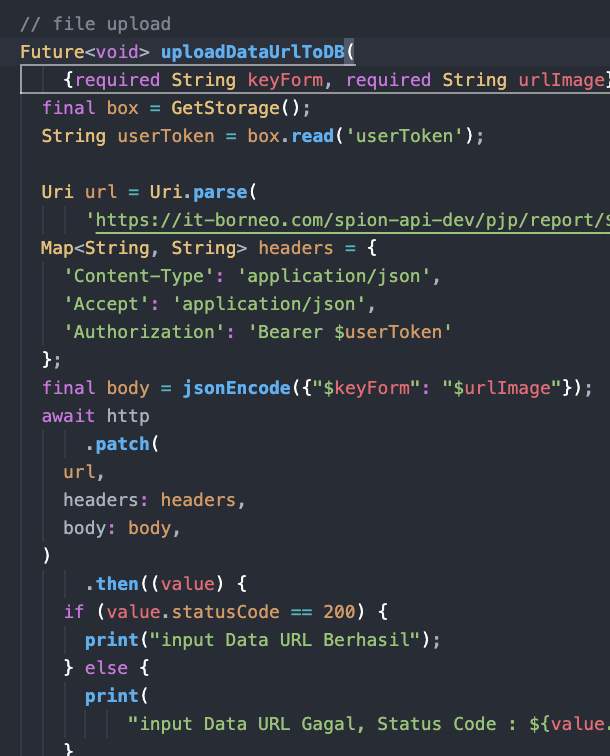 // file upload
Future<void> uploadDataUrlToDB(
{required String keyForm, required String urlImage}
final box = GetStorage();
String userToken = box.read('userToken');
Uri url = Uri.parse(
'https://it-borneo.com/spion-api-dev/pjp/report/$
Map<String, String> headers = {
'Content-Type': 'application/json',
'Accept': 'application/json',
'Authorization': 'Bearer $userToken'
};
final body = jsonEncode({"$keyForm": "$urlImage"});
await http
.patch(
url,
headers: headers,
body: body,
)
.then((value) {
if (value.statusCode == 200) {
print("input Data URL Berhasil");
} else {
print(
"input Data URL Gagal, Status Code : ${value.
}